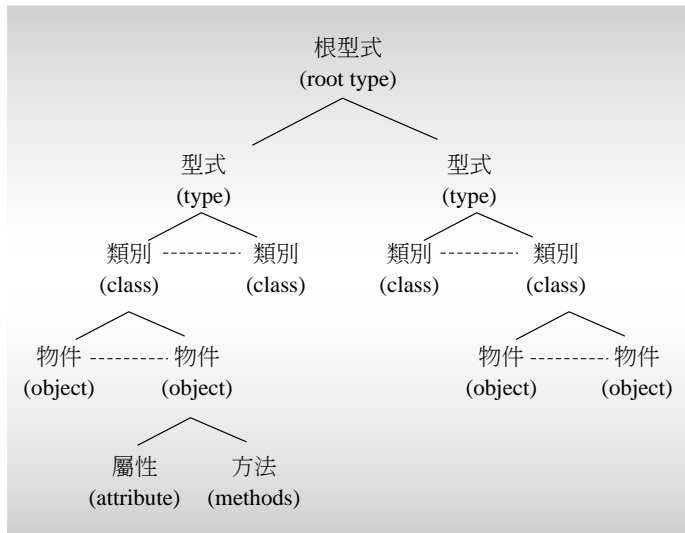 根型式
(root type)
型式
型式
(type)
(type)
類別
類別
類別
類別
(class)
(class)
(class)
(class)
物件
物件
物件
物件
(object)
(object)
(object)
(object)
屬性
方法
(attribute)
(methods)